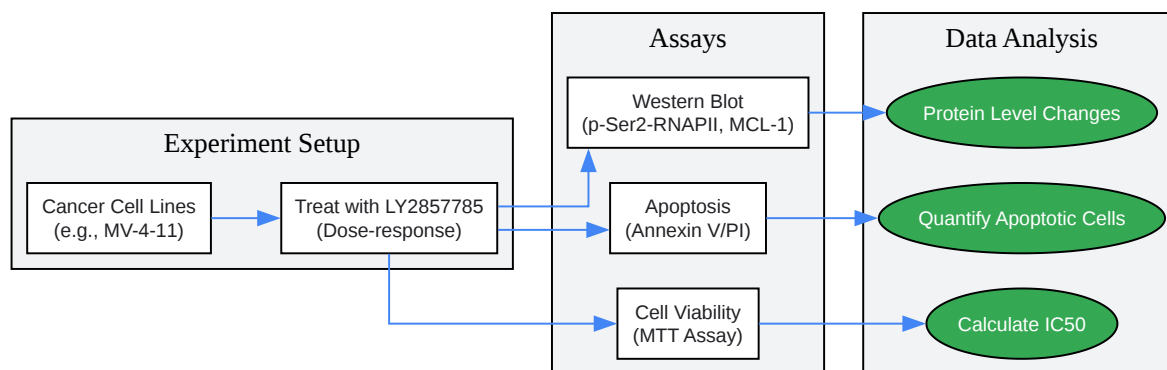 Experiment Setup
Cancer Cell Lines
(e.g., MV-4-11)
Treat with LY2857785
(Dose-response)
Assays
Western Blot
(p-Ser2-RNAPII, MCL-1)
Apoptosis
(Annexin V/PI)
Cell Viability
(MTT Assay)
Data Analysis
Protein Level Changes
Quantify Apoptotic Cells
Calculate IC50